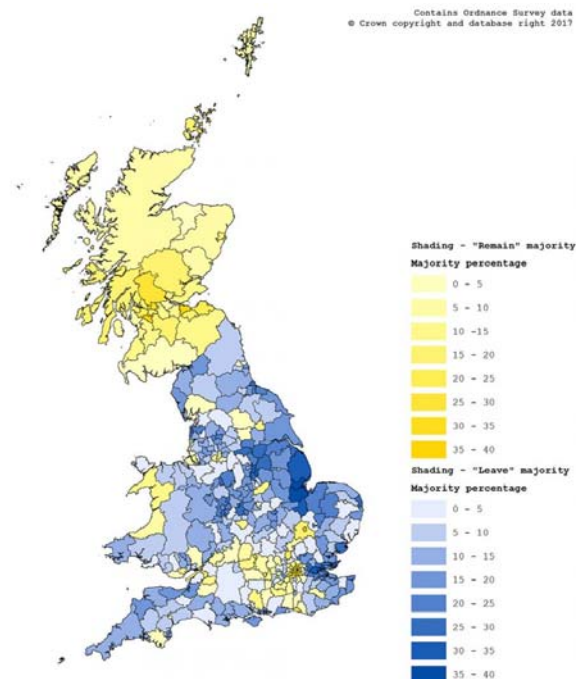 Contains Ordnance Survey data
© Crown copyright and database right 2017
Shading - "Remain" majority
Majority percentage
0 - 5
5 - 10
10 -15
15 - 20
20 - 25
25 - 30
30 - 35
35 - 40
Shading - "Leave" majority
Majority percentage
0 - 5
5 - 10
10 - 15
15 - 20
20 - 25
25 - 30
30 - 35
35 - 40